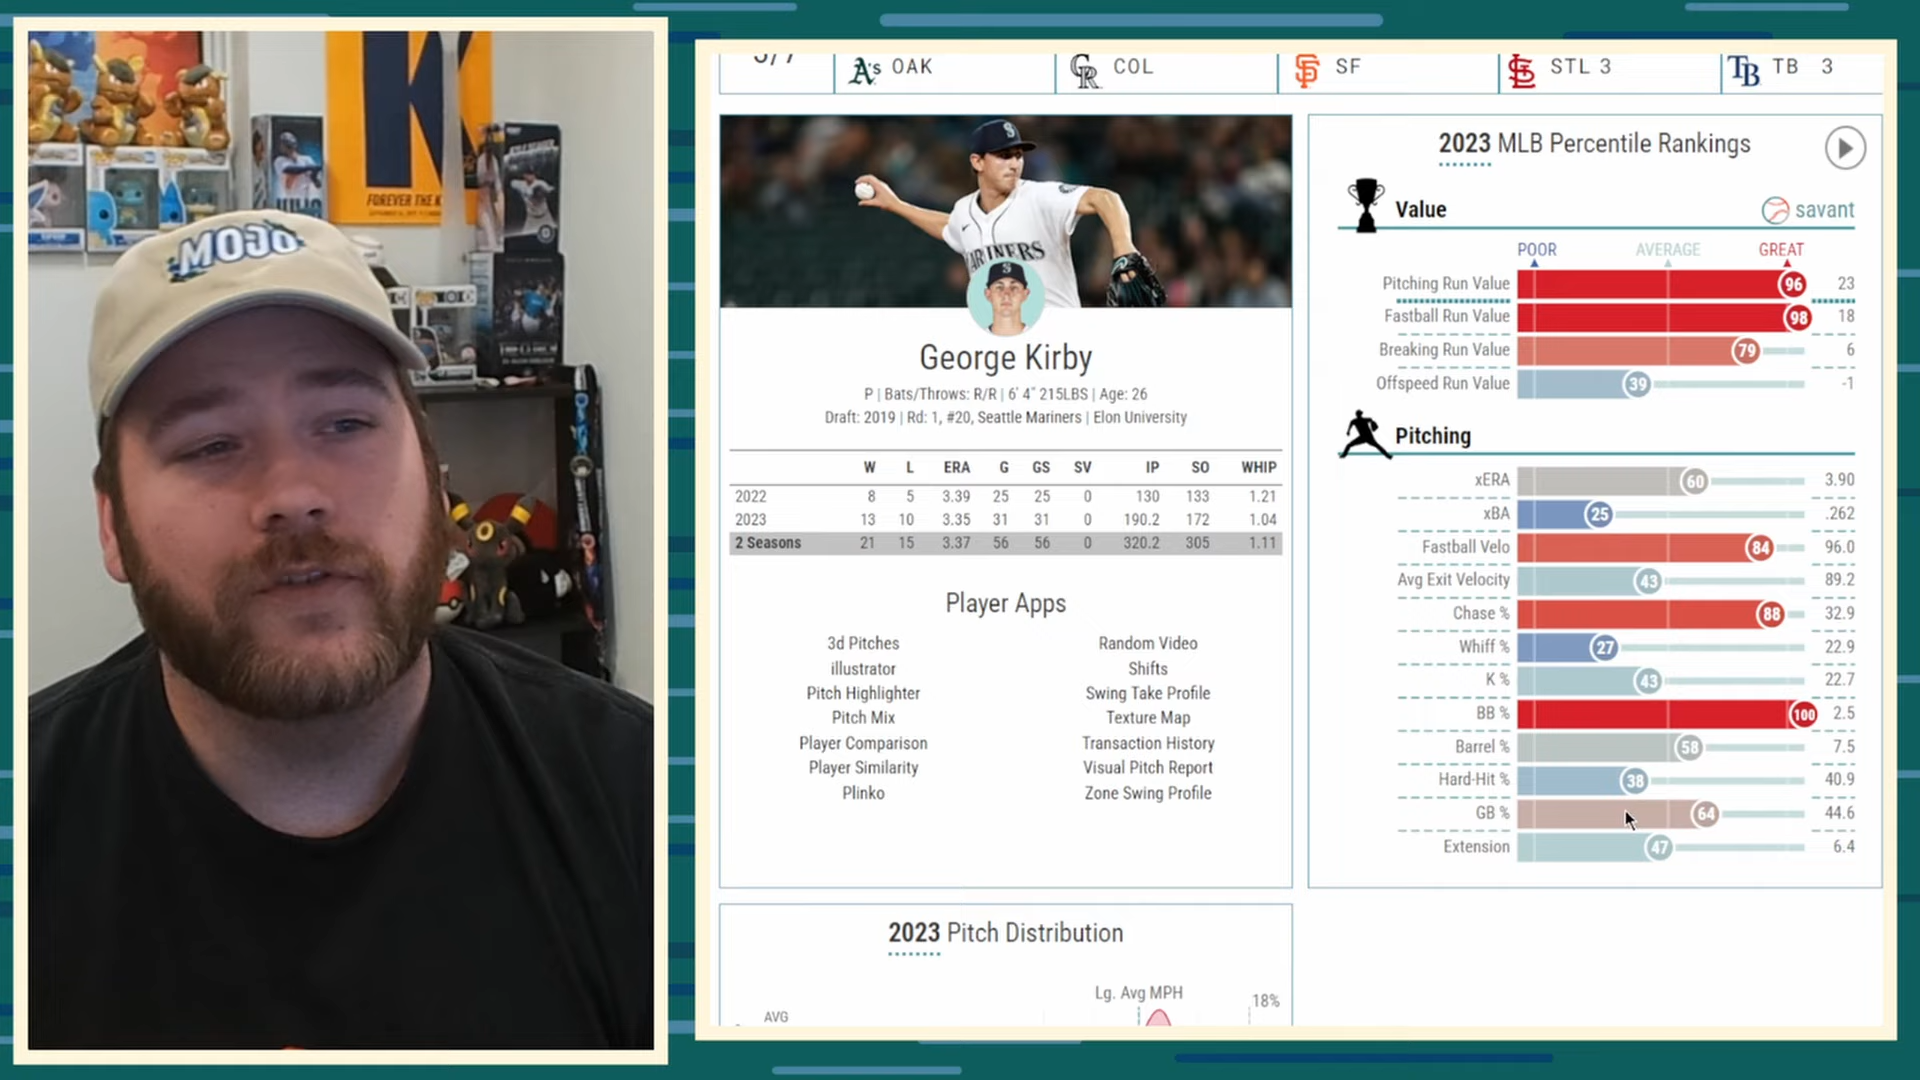 FOREVER THE K
MOJO
A's OAK
CR COL
SF SF
STL 3
TB TB 3
George Kirby
P | Bats/Throws: R/R | 6' 4" 215LBS | Age: 26
Draft: 2019 | Rd: 1, #20, Seattle Mariners | Elon University
W L ERA G GS SV IP SO WHIP
2022 8 5 3.39 25 25 0 130 133 1.21
2023 13 10 3.35 31 31 0 190.2 172 1.04
2 Seasons 21 15 3.37 56 56 0 320.2 305 1.11
Player Apps
3d Pitches Random Video
illustrator Shifts
Pitch Highlighter Swing Take Profile
Pitch Mix Texture Map
Player Comparison Transaction History
Player Similarity Visual Pitch Report
Plinko Zone Swing Profile
2023 Pitch Distribution
Lg. Avg MPH
18%
AVG
2023 MLB Percentile Rankings
Value savant
POOR AVERAGE GREAT
Pitching Run Value 96 23
Fastball Run Value 98 18
Breaking Run Value 79 6
Offspeed Run Value 39 -1
Pitching
xERA 60 3.90
xBA 25 .262
Fastball Velo 84 96.0
Avg Exit Velocity 43 89.2
Chase % 88 32.9
Whiff % 27 22.9
K % 43 22.7
BB % 100 2.5
Barrel % 58 7.5
Hard-Hit % 38 40.9
GB % 64 44.6
Extension 47 6.4